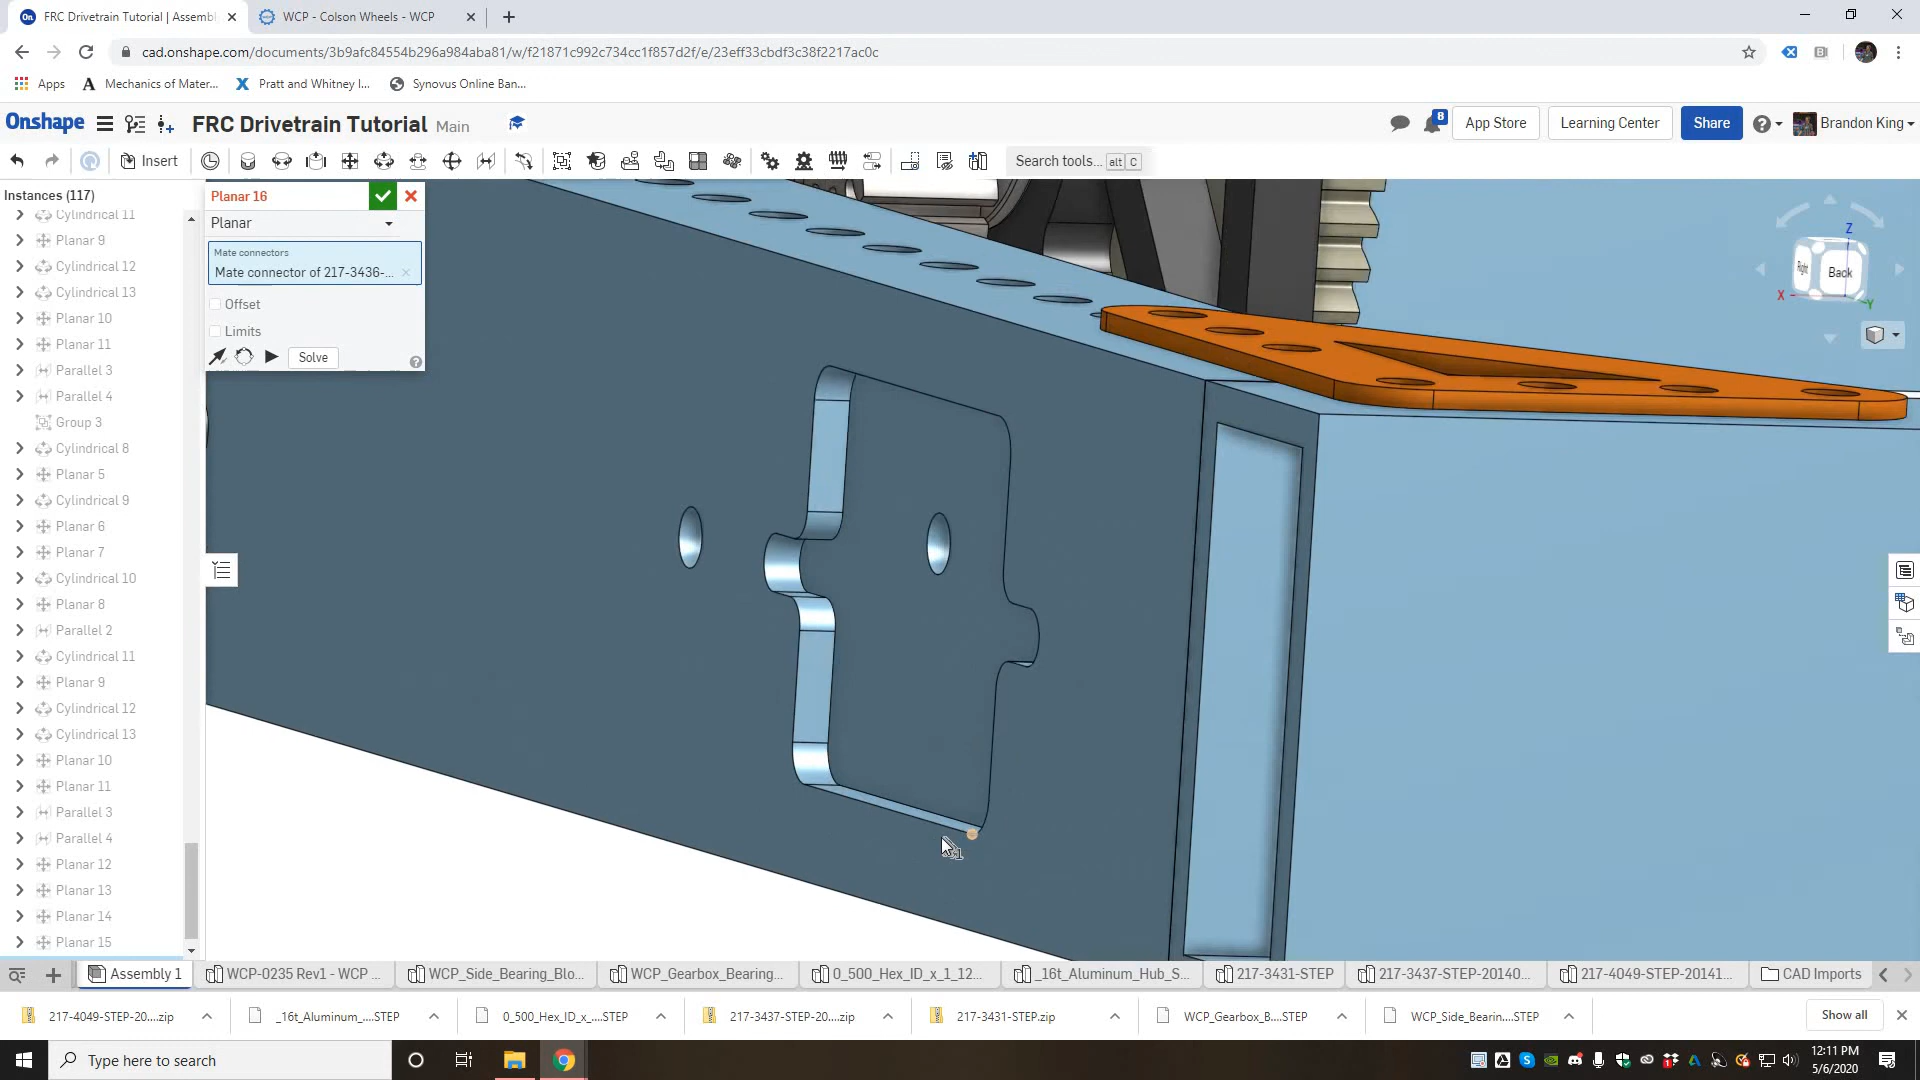 FRC Drivetrain Tutorial | Assembl
WCP - Colson Wheels - WCP
cad.onshape.com/documents/3b9afc84554b296a984aba81/w/f21871c992c734cc1f857d2f/e/23eff33cbdf3c38f2217ac0c
Apps
Mechanics of Mater...
Pratt and Whitney I...
Synovus Online Ban...
Onshape
FRC Drivetrain Tutorial Main
8
App Store
Learning Center
Share
Brandon King
Insert
Search tools... alt C
Instances (117)
Cylindrical 11
Planar 9
Cylindrical 12
Cylindrical 13
Planar 10
Planar 11
Parallel 3
Parallel 4
Group 3
Cylindrical 8
Planar 5
Cylindrical 9
Planar 6
Planar 7
Cylindrical 10
Planar 8
Parallel 2
Cylindrical 11
Planar 9
Cylindrical 12
Cylindrical 13
Planar 10
Planar 11
Parallel 3
Parallel 4
Planar 12
Planar 13
Planar 14
Planar 15
Planar 16
Planar
Mate connectors
Mate connector of 217-3436-...
Offset
Limits
Solve
Z
Right
Back
X
Y
Assembly 1
WCP-0235 Rev1 - WCP ...
WCP_Side_Bearing_Blo...
WCP_Gearbox_Bearing...
0_500_Hex_ID_x_1_12...
_16t_Aluminum_Hub_S...
217-3431-STEP
217-3437-STEP-20140...
217-4049-STEP-20141...
CAD Imports
217-4049-STEP-20....zip
_16t_Aluminum_....STEP
0_500_Hex_ID_x_....STEP
217-3437-STEP-20....zip
217-3431-STEP.zip
WCP_Gearbox_B....STEP
WCP_Side_Bearin....STEP
Show all
Type here to search
12:11 PM
5/6/2020